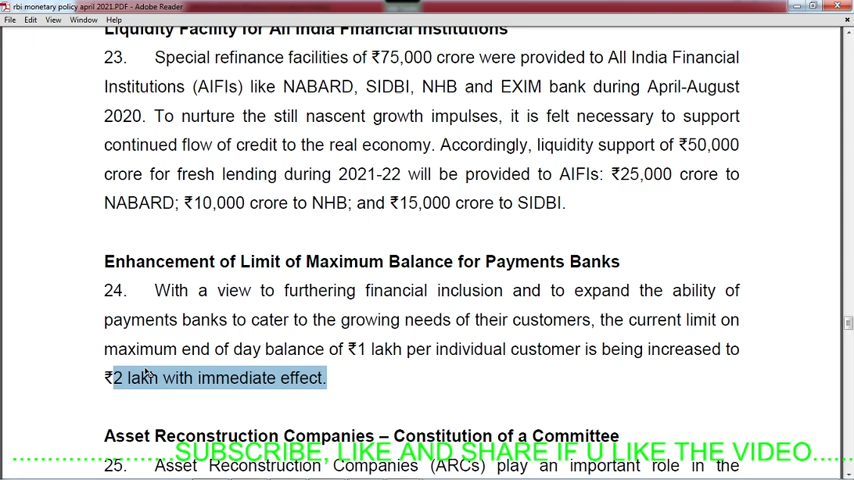 rbi monetary policy april 2021.PDF - Adobe Reader
File Edit View Window Help
Liquidity Facility for All India Financial Institutions
23. Special refinance facilities of ₹75,000 crore were provided to All India Financial
Institutions (AIFIs) like NABARD, SIDBI, NHB and EXIM bank during April-August
2020. To nurture the still nascent growth impulses, it is felt necessary to support
continued flow of credit to the real economy. Accordingly, liquidity support of ₹50,000
crore for fresh lending during 2021-22 will be provided to AIFIs: ₹25,000 crore to
NABARD; ₹10,000 crore to NHB; and ₹15,000 crore to SIDBI.
Enhancement of Limit of Maximum Balance for Payments Banks
24. With a view to furthering financial inclusion and to expand the ability of
payments banks to cater to the growing needs of their customers, the current limit on
maximum end of day balance of ₹1 lakh per individual customer is being increased to
₹2 lakh with immediate effect.
Asset Reconstruction Companies – Constitution of a Committee
........................SUBSCRIBE, LIKE AND SHARE IF U LIKE THE VIDEO......
25. Asset Reconstruction Companies (ARCs) play an important role in the